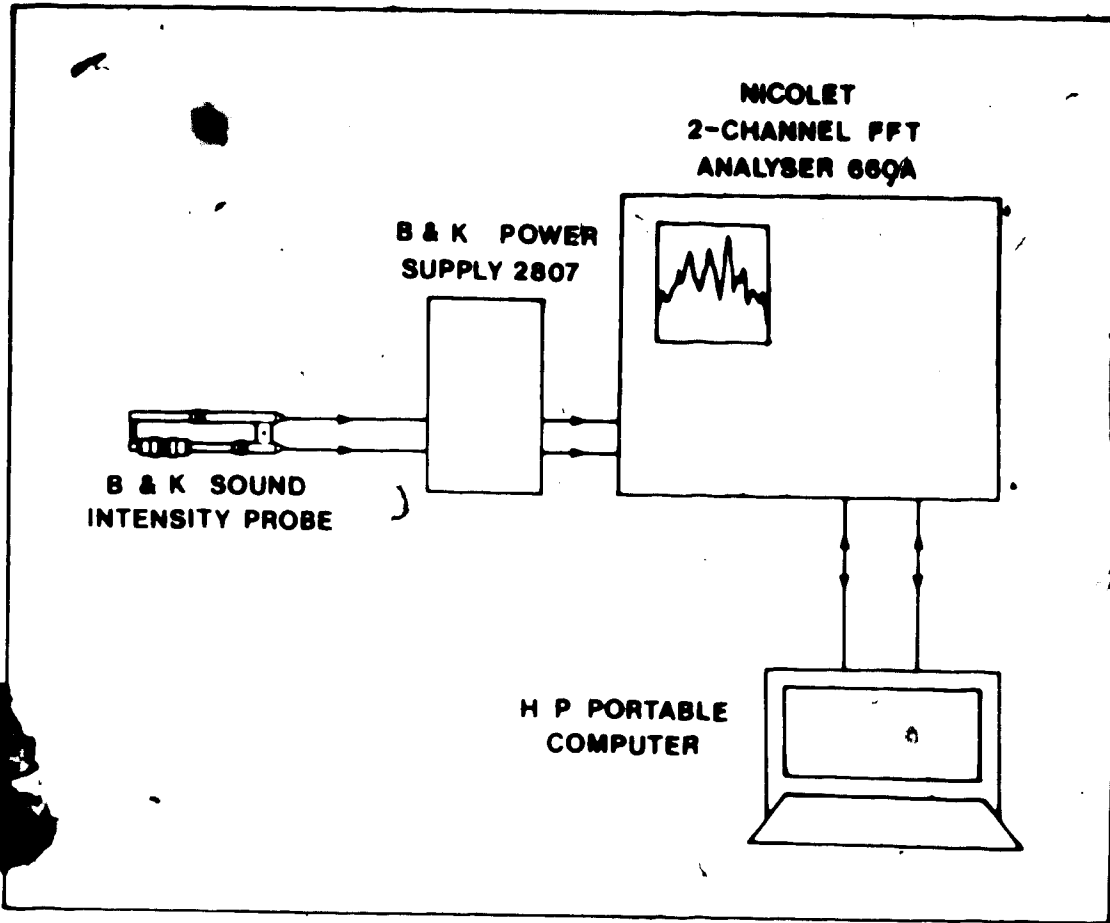 NICOLET
2-CHANNEL FFT
ANALYSER 660A
B & K POWER
SUPPLY 2807
B & K SOUND
INTENSITY PROBE
H P PORTABLE
COMPUTER